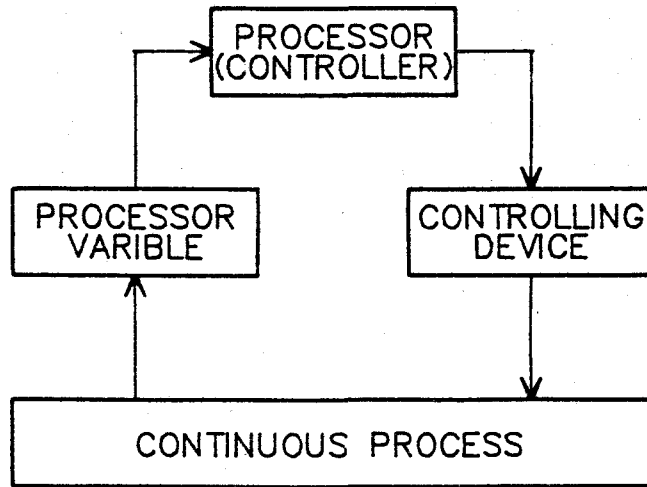 PROCESSOR
(CONTROLLER)
PROCESSOR
VARIBLE
CONTROLLING
DEVICE
CONTINUOUS PROCESS